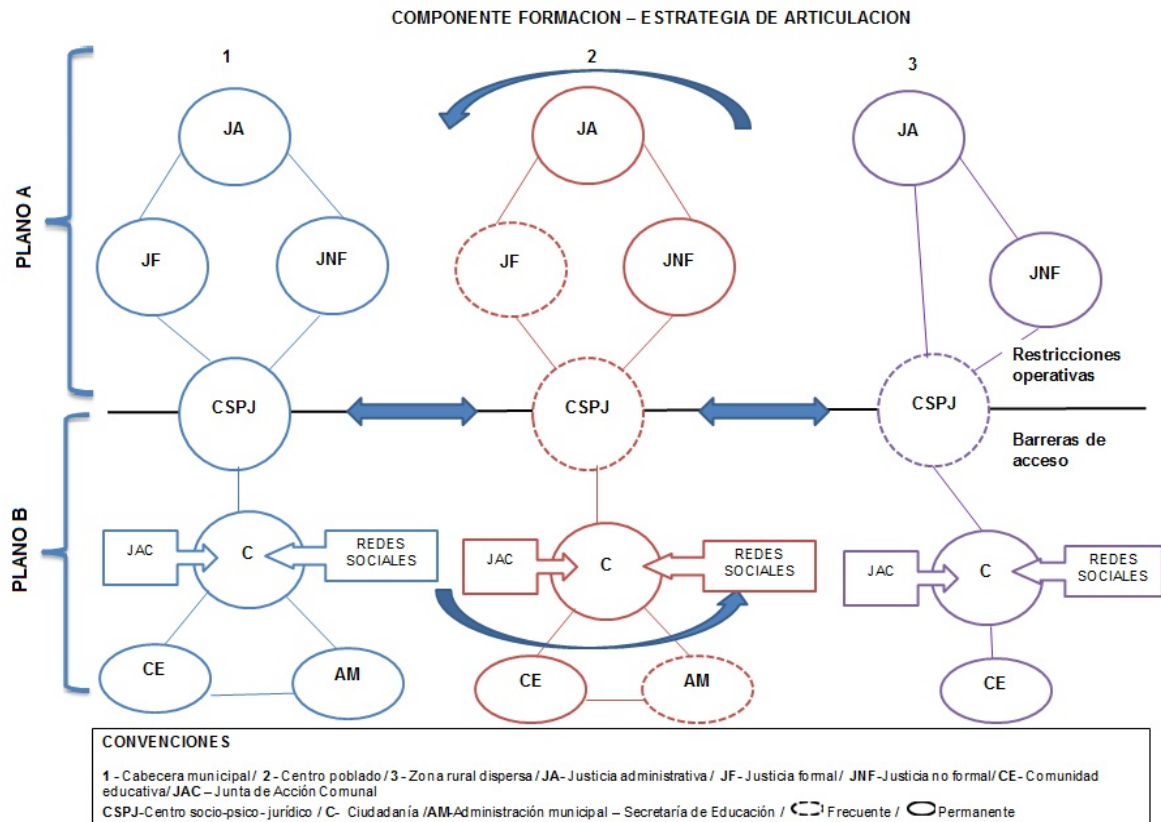 COMPONENTE FORMACION – ESTRATEGIA DE ARTICULACION
1
2
3
PLANO A
JA
JA
JA
JF
JNF
JF
JNF
JNF
Restricciones
operativas
CSPJ
CSPJ
CSPJ
Barreras de
acceso
PLANO B
JAC
C
REDES
SOCIALES
JAC
C
REDES
SOCIALES
JAC
C
REDES
SOCIALES
CE
AM
CE
AM
CE
CONVENCIONES
1 - Cabecera municipal / 2 - Centro poblado / 3 - Zona rural dispersa / JA- Justicia administrativa / JF- Justicia formal / JNF-Justicia no formal/ CE- Comunidad
educativa/ JAC – Junta de Acción Comunal
CSPJ-Centro socio-psico-jurídico / C- Ciudadanía /AM-Administración municipal – Secretaría de Educación / Frecuente / Permanente